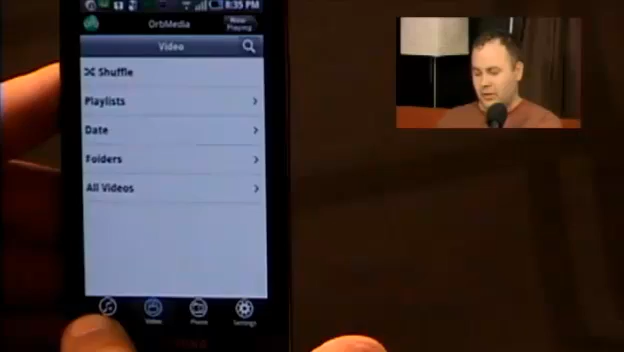 8:35 PM
OrbMedia
Now Playing
Video
Shuffle
Playlists
Date
Folders
All Videos
Video
Photo
Settings